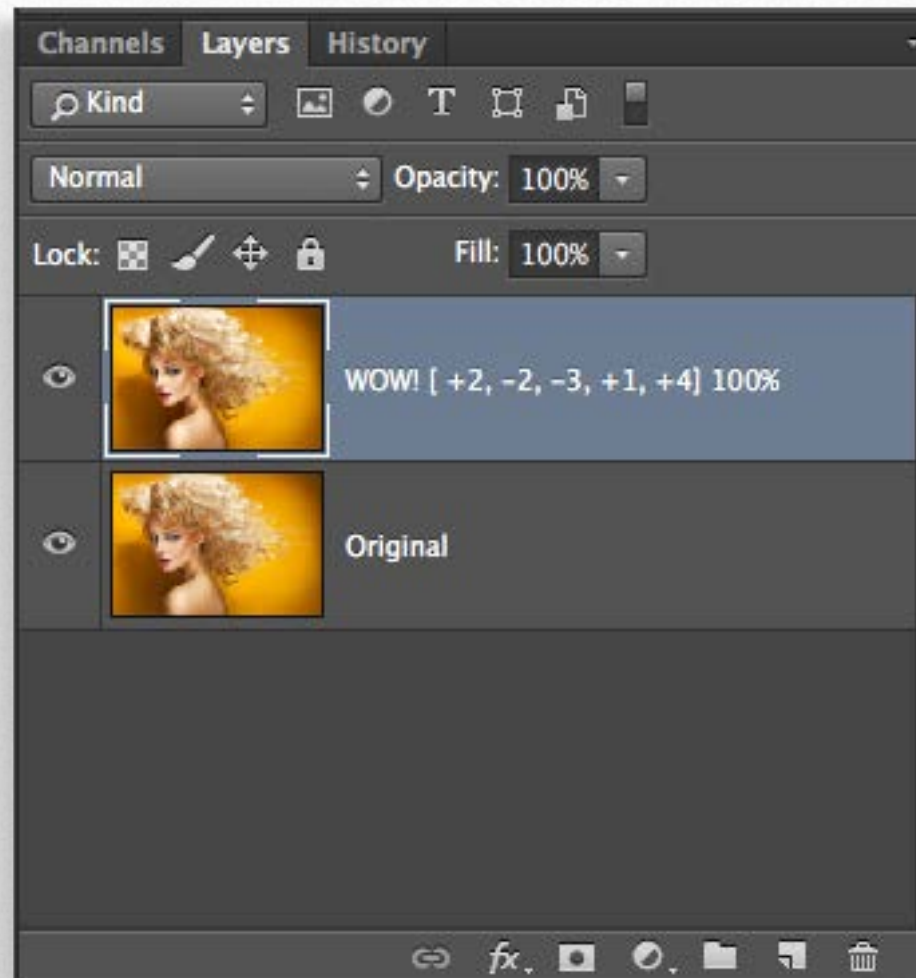 Channels Layers History
Kind T
Normal Opacity: 100%
Lock: Fill: 100%
WOW! [ +2, -2, -3, +1, +4] 100%
Original
fx